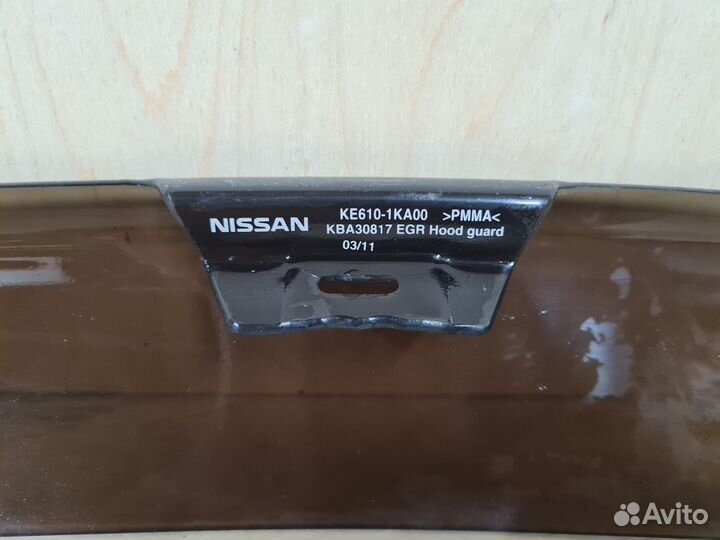 NISSAN
KE610-1KA00 >PMMA<
KBA30817 EGR Hood guard
03/11
Avito